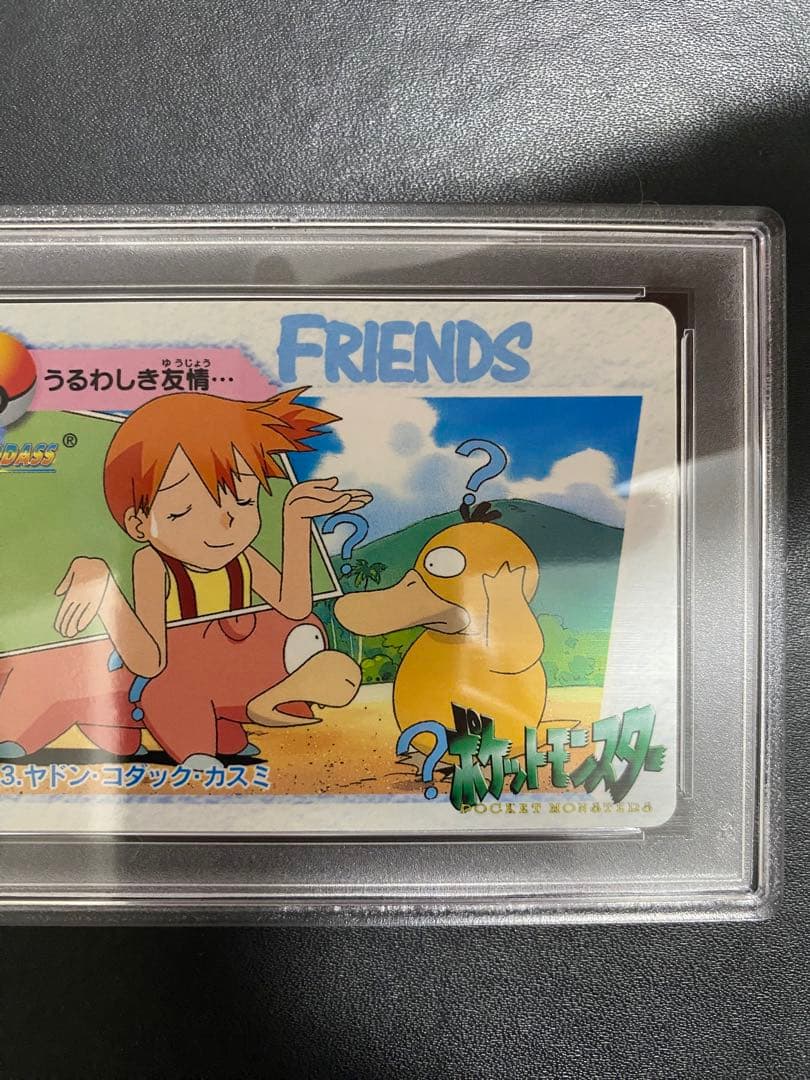 FRIENDS
うるわしき友情…
ゆうじょう
DASS®
?
?
?
?
3.ヤドン・コダック・カスミ
ポケットモンスター
POCKET MONSTERS